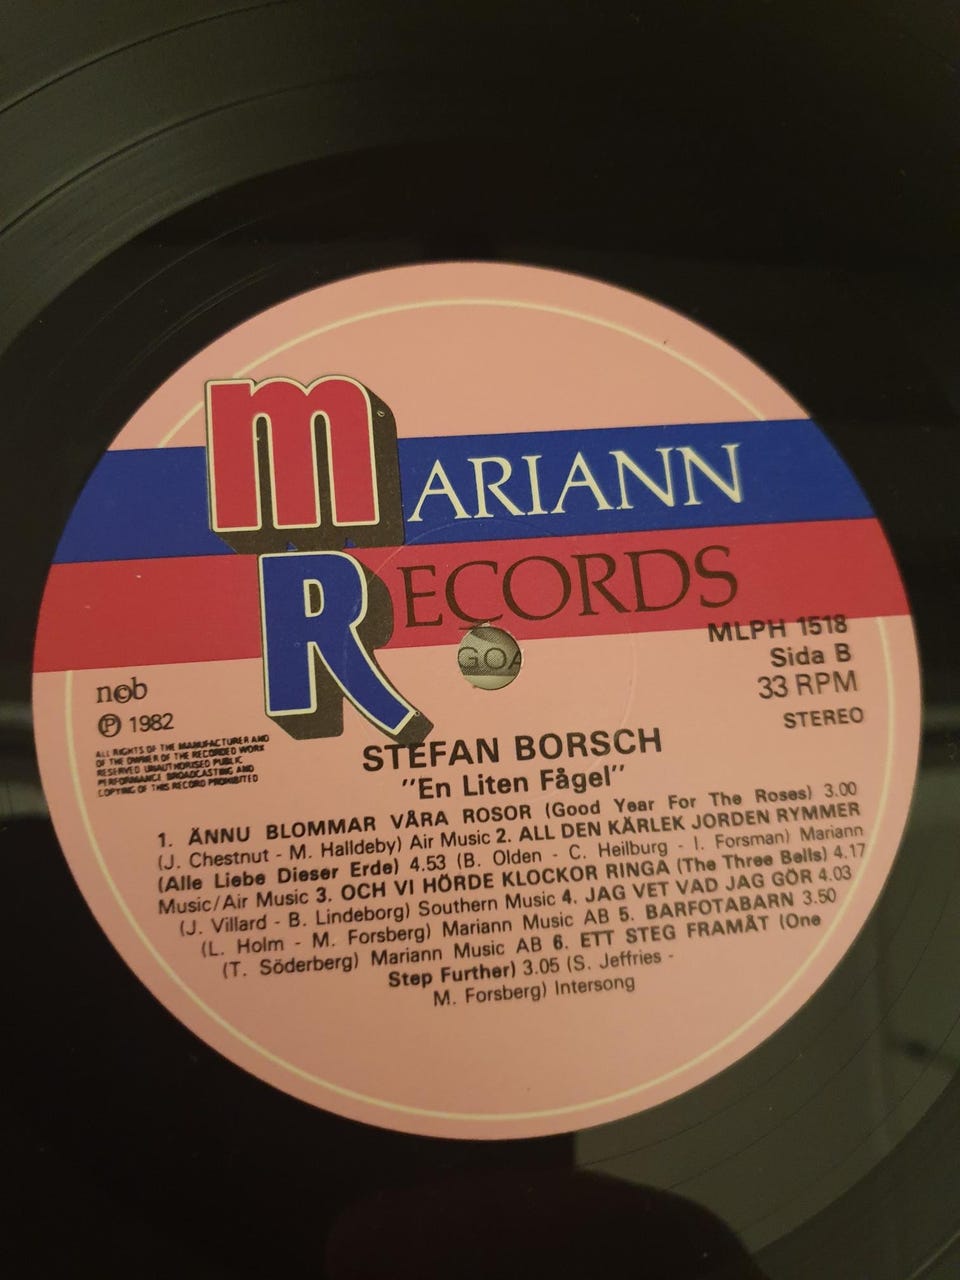 MARIANN
RECORDS
GOA
MLPH 1518
Sida B
33 RPM
STEREO
n©b
Ⓟ 1982
ALL RIGHTS OF THE MANUFACTURER AND
OF THE OWNER OF THE RECORDED WORK
RESERVED UNAUTHORISED PUBLIC
PERFORMANCE BROADCASTING AND
COPYING OF THIS RECORD PROHIBITED
STEFAN BORSCH
"En Liten Fågel"
1. ÄNNU BLOMMAR VÅRA ROSOR (Good Year For The Roses) 3.00
(J. Chestnut - M. Halldeby) Air Music 2. ALL DEN KÄRLEK JORDEN RYMMER
(Alle Liebe Dieser Erde) 4.53 (B. Olden - C. Heilburg - I. Forsman) Mariann
Music/Air Music 3. OCH VI HÖRDE KLOCKOR RINGA (The Three Bells) 4.17
(J. Villard - B. Lindeborg) Southern Music 4. JAG VET VAD JAG GÖR 4.03
(L. Holm - M. Forsberg) Mariann Music AB 5. BARFOTABARN 3.50
(T. Söderberg) Mariann Music AB 6. ETT STEG FRAMÅT (One
Step Further) 3.05 (S. Jeffries -
M. Forsberg) Intersong